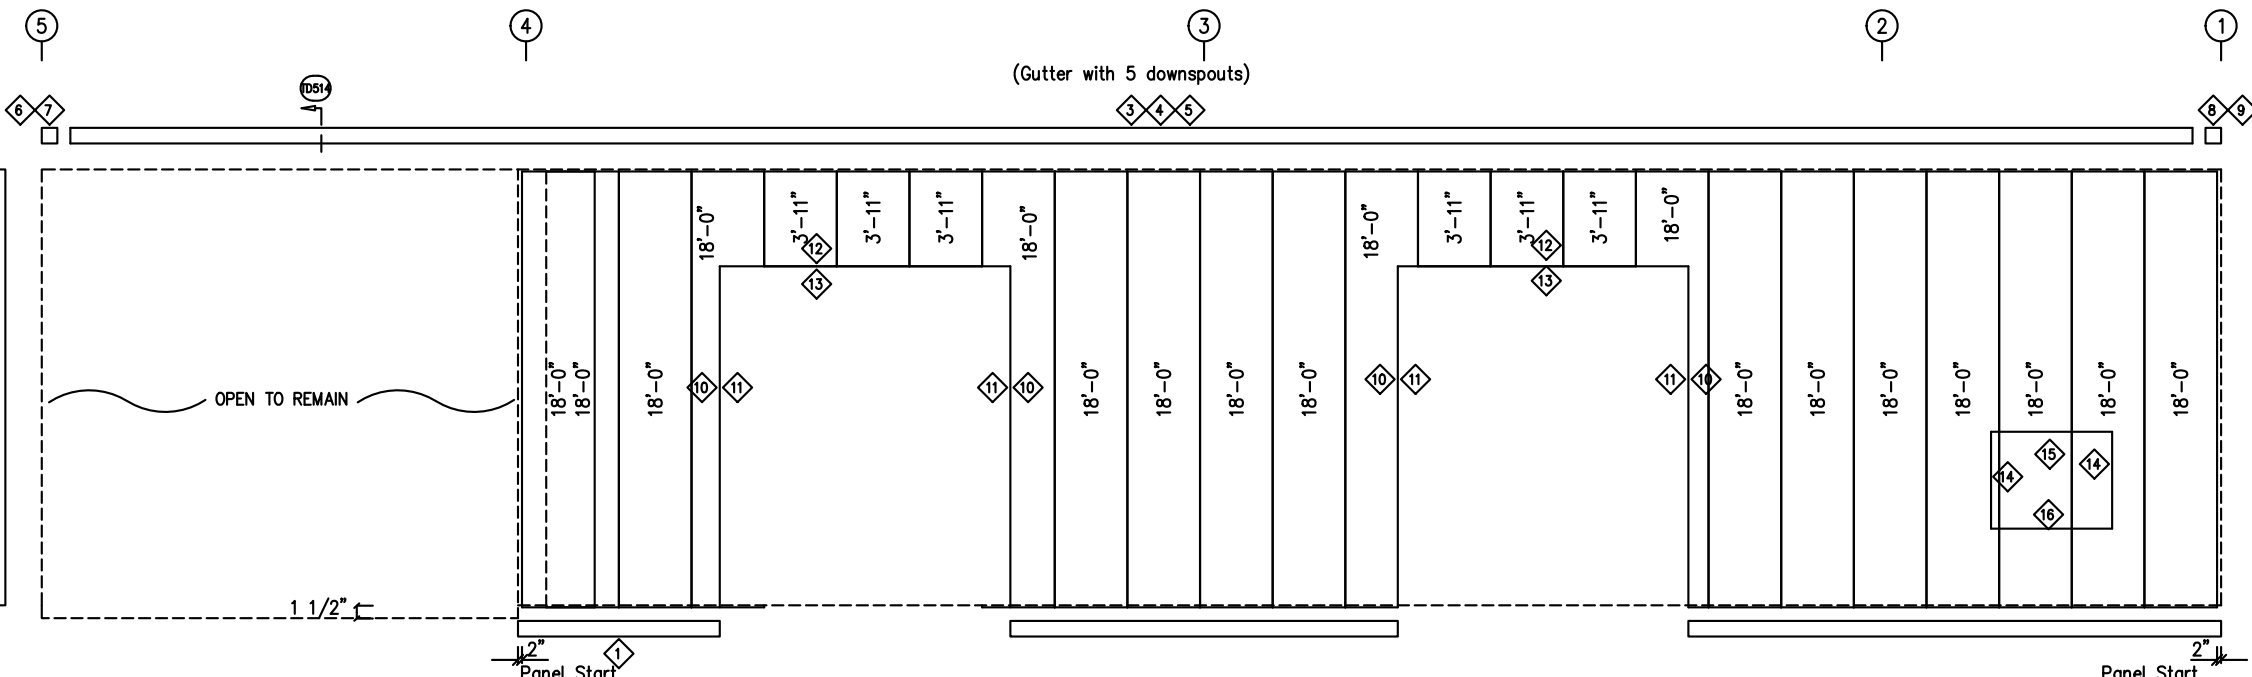 5 4 3 2 1
(Gutter with 5 downspouts)
TD514
6 7 3 4 5 8 9
18'-0" 3'-11" 3'-11" 3'-11" 18'-0" 18'-0" 3'-11" 3'-11" 3'-11" 18'-0"
12 12
13 13
OPEN TO REMAIN
18'-0" 18'-0" 18'-0" 10 11 11 10 18'-0" 18'-0" 18'-0" 18'-0" 10 11 11 10 18'-0" 18'-0" 18'-0" 18'-0" 18'-0" 18'-0" 18'-0"
14 15 14
16
1 1/2"
2" 1 2"
Panel Start Panel Start